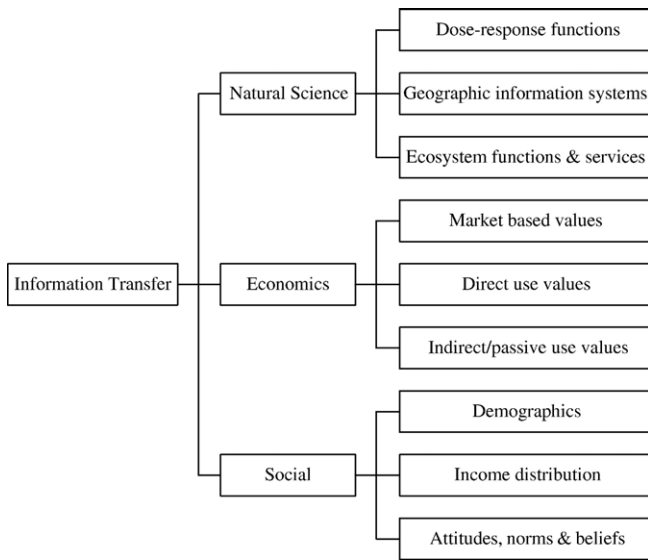 Dose-response functions
Natural Science
Geographic information systems
Ecosystem functions & services
Market based values
Information Transfer
Economics
Direct use values
Indirect/passive use values
Demographics
Social
Income distribution
Attitudes, norms & beliefs